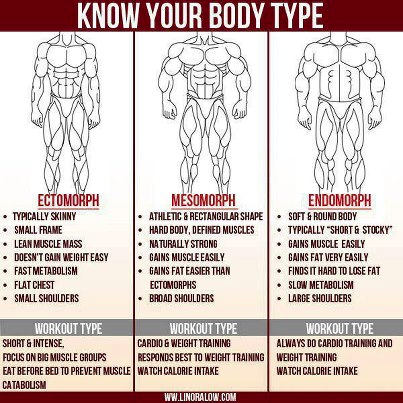 KNOW YOUR BODY TYPE
ECTOMORPH
• TYPICALLY SKINNY
• SMALL FRAME
• LEAN MUSCLE MASS
• DOESN'T GAIN WEIGHT EASY
• FAST METABOLISM
• FLAT CHEST
• SMALL SHOULDERS
WORKOUT TYPE
SHORT & INTENSE,
FOCUS ON BIG MUSCLE GROUPS
EAT BEFORE BED TO PREVENT MUSCLE
CATABOLISM
MESOMORPH
• ATHLETIC & RECTANGULAR SHAPE
• HARD BODY, DEFINED MUSCLES
• NATURALLY STRONG
• GAINS MUSCLE EASILY
• GAINS FAT EASIER THAN
ECTOMORPHS
• BROAD SHOULDERS
WORKOUT TYPE
CARDIO & WEIGHT TRAINING
RESPONDS BEST TO WEIGHT TRAINING
WATCH CALORIE INTAKE
ENDOMORPH
• SOFT & ROUND BODY
• TYPICALLY "SHORT & STOCKY"
• GAINS MUSCLE EASILY
• GAINS FAT VERY EASILY
• FINDS IT HARD TO LOSE FAT
• SLOW METABOLISM
• LARGE SHOULDERS
WORKOUT TYPE
ALWAYS DO CARDIO TRAINING AND
WEIGHT TRAINING
WATCH CALORIE INTAKE
WWW.LINORALOW.COM